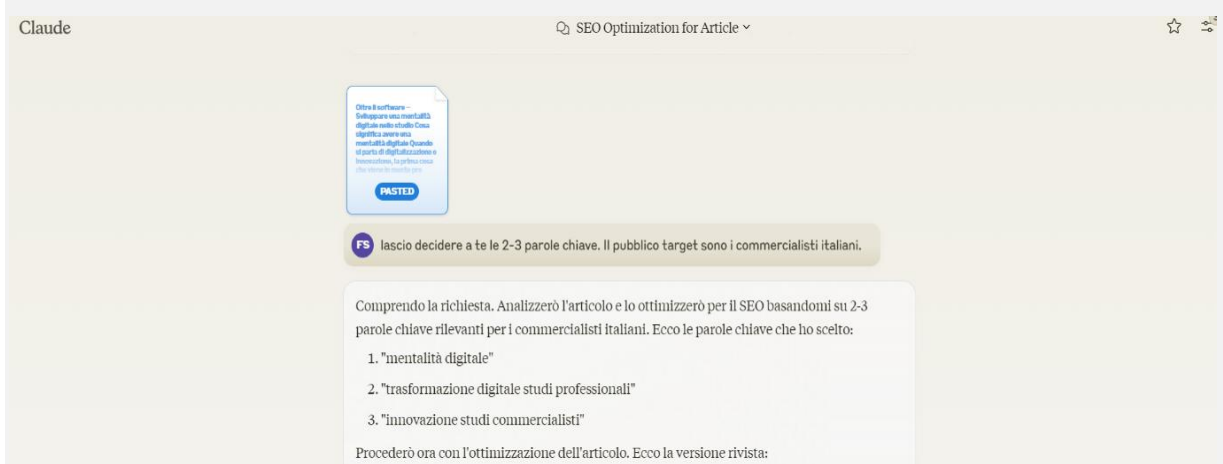 Claude
SEO Optimization for Article
Oltre il software –
Sviluppare una mentalità
digitale nello studio Cosa
significa avere una
mentalità digitale Quando
si parla di digitalizzazione e
innovazione, la prima cosa
che viene in mente
PASTED
FS lascio decidere a te le 2-3 parole chiave. Il pubblico target sono i commercialisti italiani.
Comprendo la richiesta. Analizzerò l'articolo e lo ottimizzerò per il SEO basandomi su 2-3
parole chiave rilevanti per i commercialisti italiani. Ecco le parole chiave che ho scelto:
1. "mentalità digitale"
2. "trasformazione digitale studi professionali"
3. "innovazione studi commercialisti"
Procederò ora con l'ottimizzazione dell'articolo. Ecco la versione rivista: